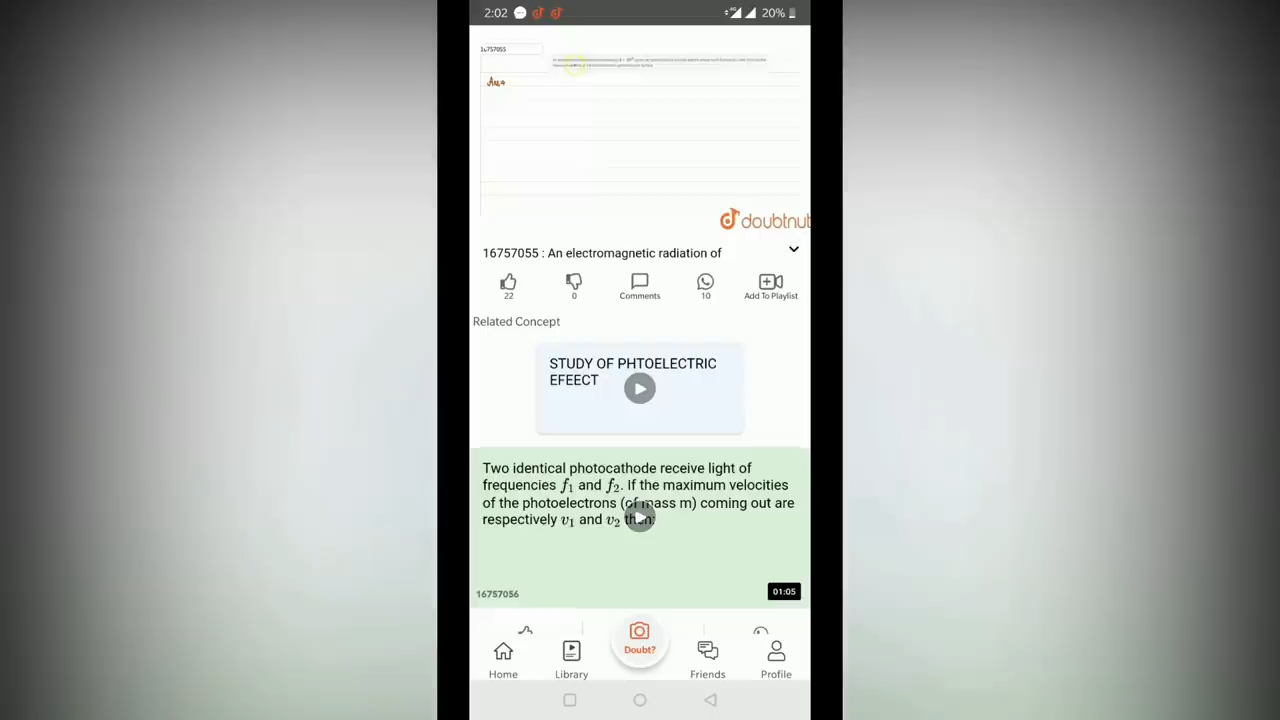 2:02
4G
20%
16757055
Ans
doubtnut
16757055 : An electromagnetic radiation of
22
0
Comments
10
Add To Playlist
Related Concept
STUDY OF PHTOELECTRIC
EFEECT
Two identical photocathode receive light of
frequencies f₁ and f₂. If the maximum velocities
of the photoelectrons (of mass m) coming out are
respectively v₁ and v₂ then:
16757056
01:05
Doubt?
Home
Library
Friends
Profile